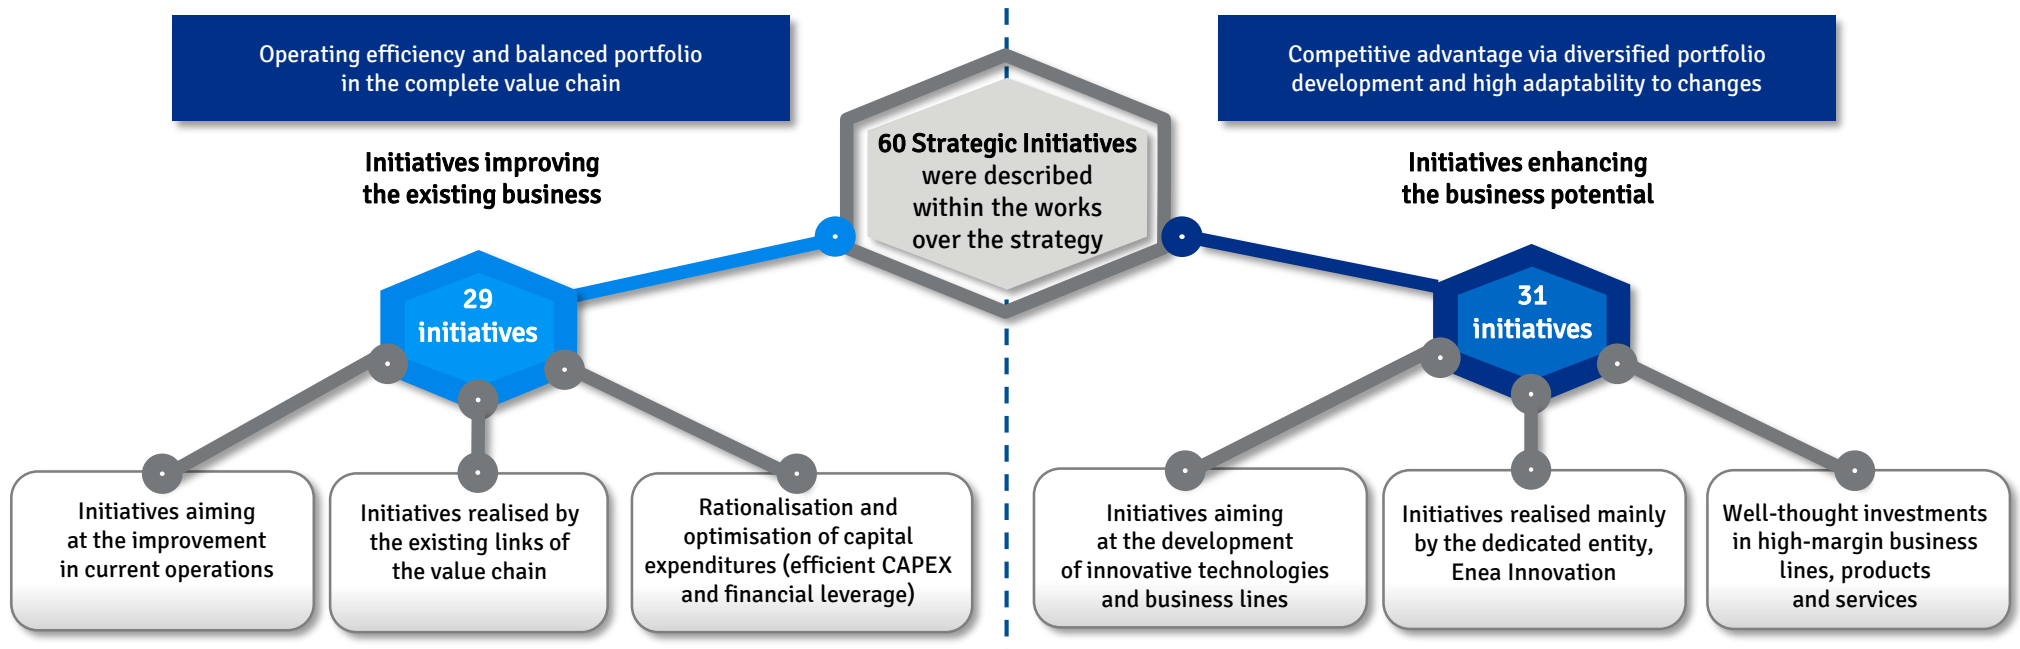 Operating efficiency and balanced portfolio
in the complete value chain
Initiatives improving
the existing business
60 Strategic Initiatives
were described
within the works
over the strategy
Competitive advantage via diversified portfolio
development and high adaptability to changes
Initiatives enhancing
the business potential
29
initiatives
31
initiatives
Initiatives aiming
at the improvement
in current operations
Initiatives realised by
the existing links of
the value chain
Rationalisation and
optimisation of capital
expenditures (efficient CAPEX
and financial leverage)
Initiatives aiming
at the development
of innovative technologies
and business lines
Initiatives realised mainly
by the dedicated entity,
Enea Innovation
Well-thought investments
in high-margin business
lines, products
and services